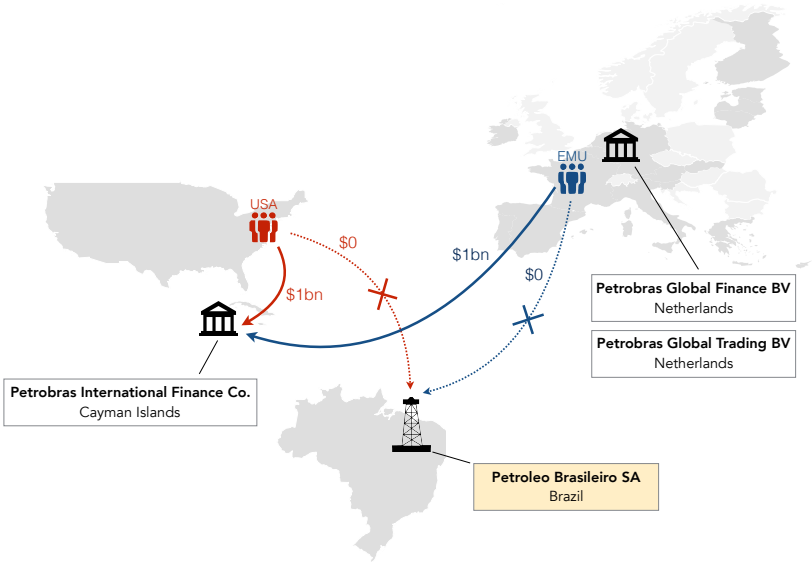 EMU
USA
$0
$1bn
$0
$1bn
Petrobras Global Finance BV
Netherlands
Petrobras Global Trading BV
Netherlands
Petrobras International Finance Co.
Cayman Islands
Petroleo Brasileiro SA
Brazil